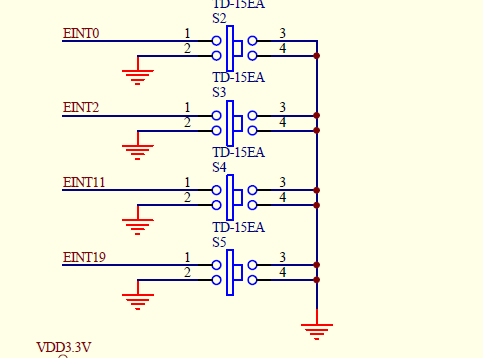 TD-15EA
S2
EINT0 1 3
2 4
TD-15EA
S3
EINT2 1 3
2 4
TD-15EA
S4
EINT11 1 3
2 4
TD-15EA
S5
EINT19 1 3
2 4
VDD3.3V